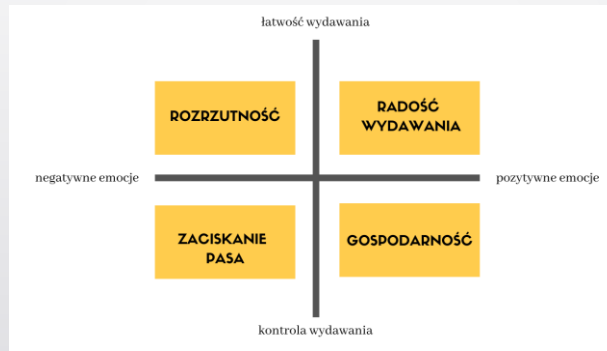 łatwość wydawania
ROZRZUTNOŚĆ
RADOŚĆ
WYDAWANIA
negatywne emocje
pozytywne emocje
ZACISKANIE
PASA
GOSPODARNOŚĆ
kontrola wydawania